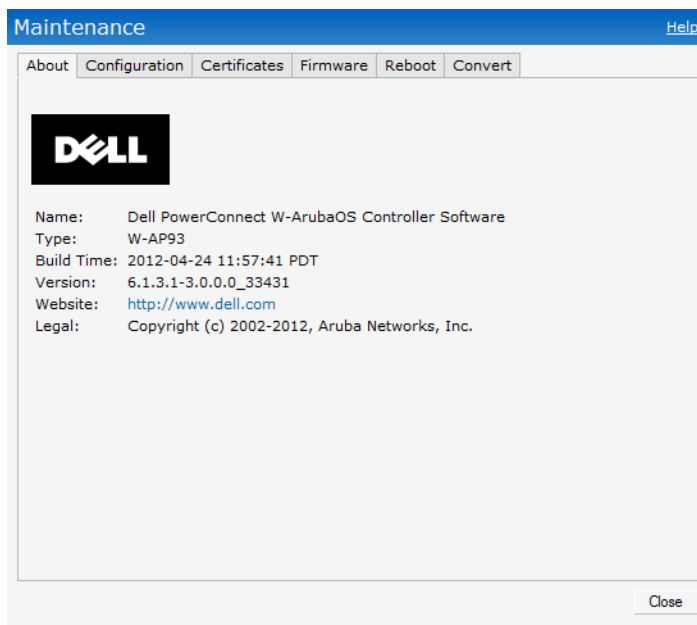 Maintenance Help
About Configuration Certificates Firmware Reboot Convert
DELL
Name: Dell PowerConnect W-ArubaOS Controller Software
Type: W-AP93
Build Time: 2012-04-24 11:57:41 PDT
Version: 6.1.3.1-3.0.0.0_33431
Website: http://www.dell.com
Legal: Copyright (c) 2002-2012, Aruba Networks, Inc.
Close